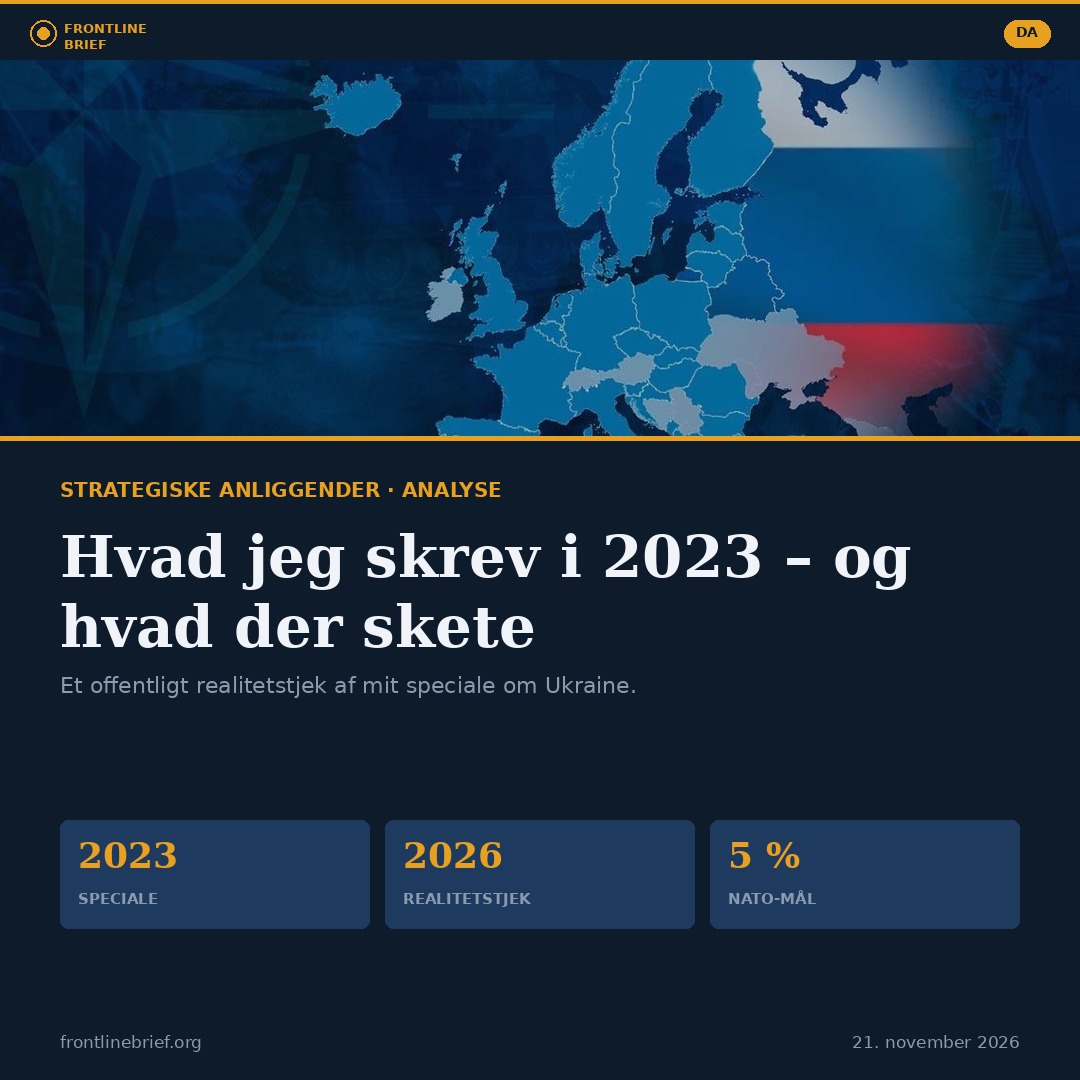 FRONTLINE
BRIEF
DA
STRATEGISKE ANLIGGENDER · ANALYSE
Hvad jeg skrev i 2023 – og
hvad der skete
Et offentligt realitetstjek af mit speciale om Ukraine.
2023
SPECIALE
2026
REALITETSTJEK
5 %
NATO-MÅL
frontlinebrief.org
21. november 2026